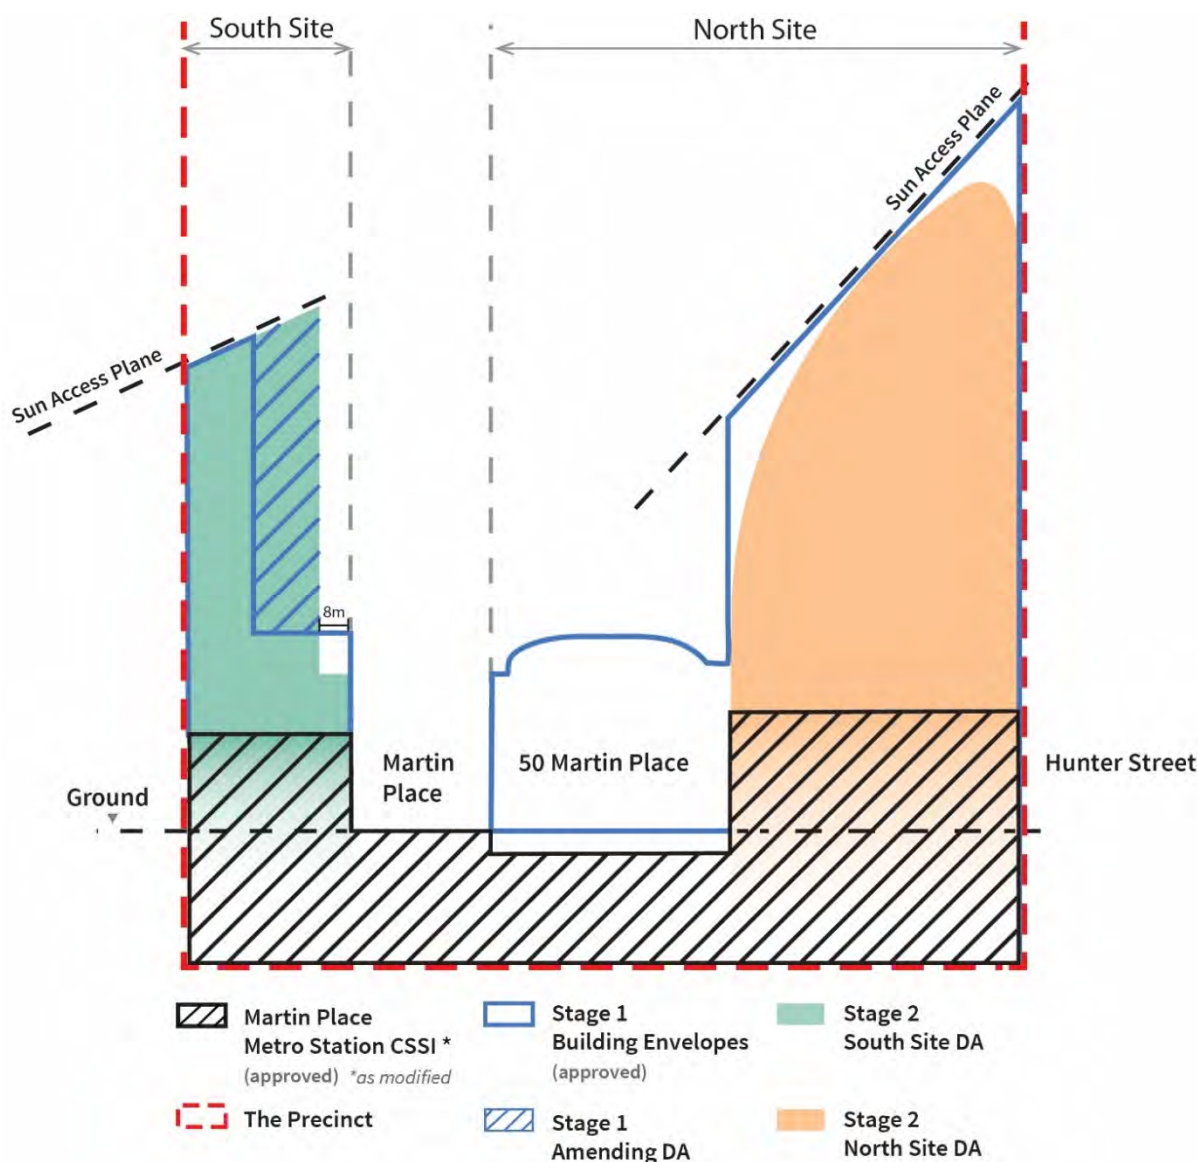 South Site
North Site
Sun Access Plane
Sun Access Plane
8m
Martin
Place
50 Martin Place
Hunter Street
Ground
Martin Place
Metro Station CSSI *
(approved) *as modified
The Precinct
Stage 1
Building Envelopes
(approved)
Stage 1
Amending DA
Stage 2
South Site DA
Stage 2
North Site DA